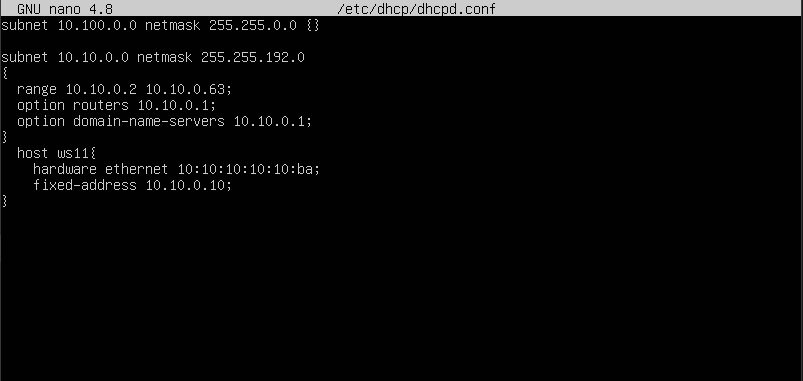 GNU nano 4.8 /etc/dhcp/dhcpd.conf
subnet 10.100.0.0 netmask 255.255.0.0 {}
subnet 10.10.0.0 netmask 255.255.192.0
{
range 10.10.0.2 10.10.0.63;
option routers 10.10.0.1;
option domain-name-servers 10.10.0.1;
}
host ws11{
hardware ethernet 10:10:10:10:10:ba;
fixed-address 10.10.0.10;
}